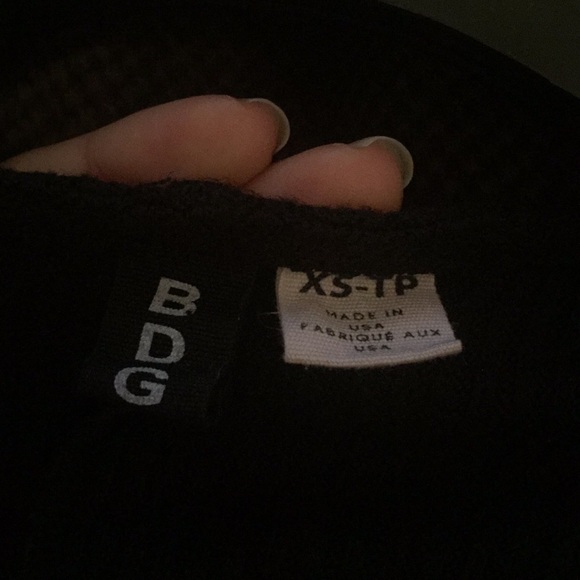 B
D
G
XS-TP
MADE IN
USA
FABRIQUÉ AUX
USA